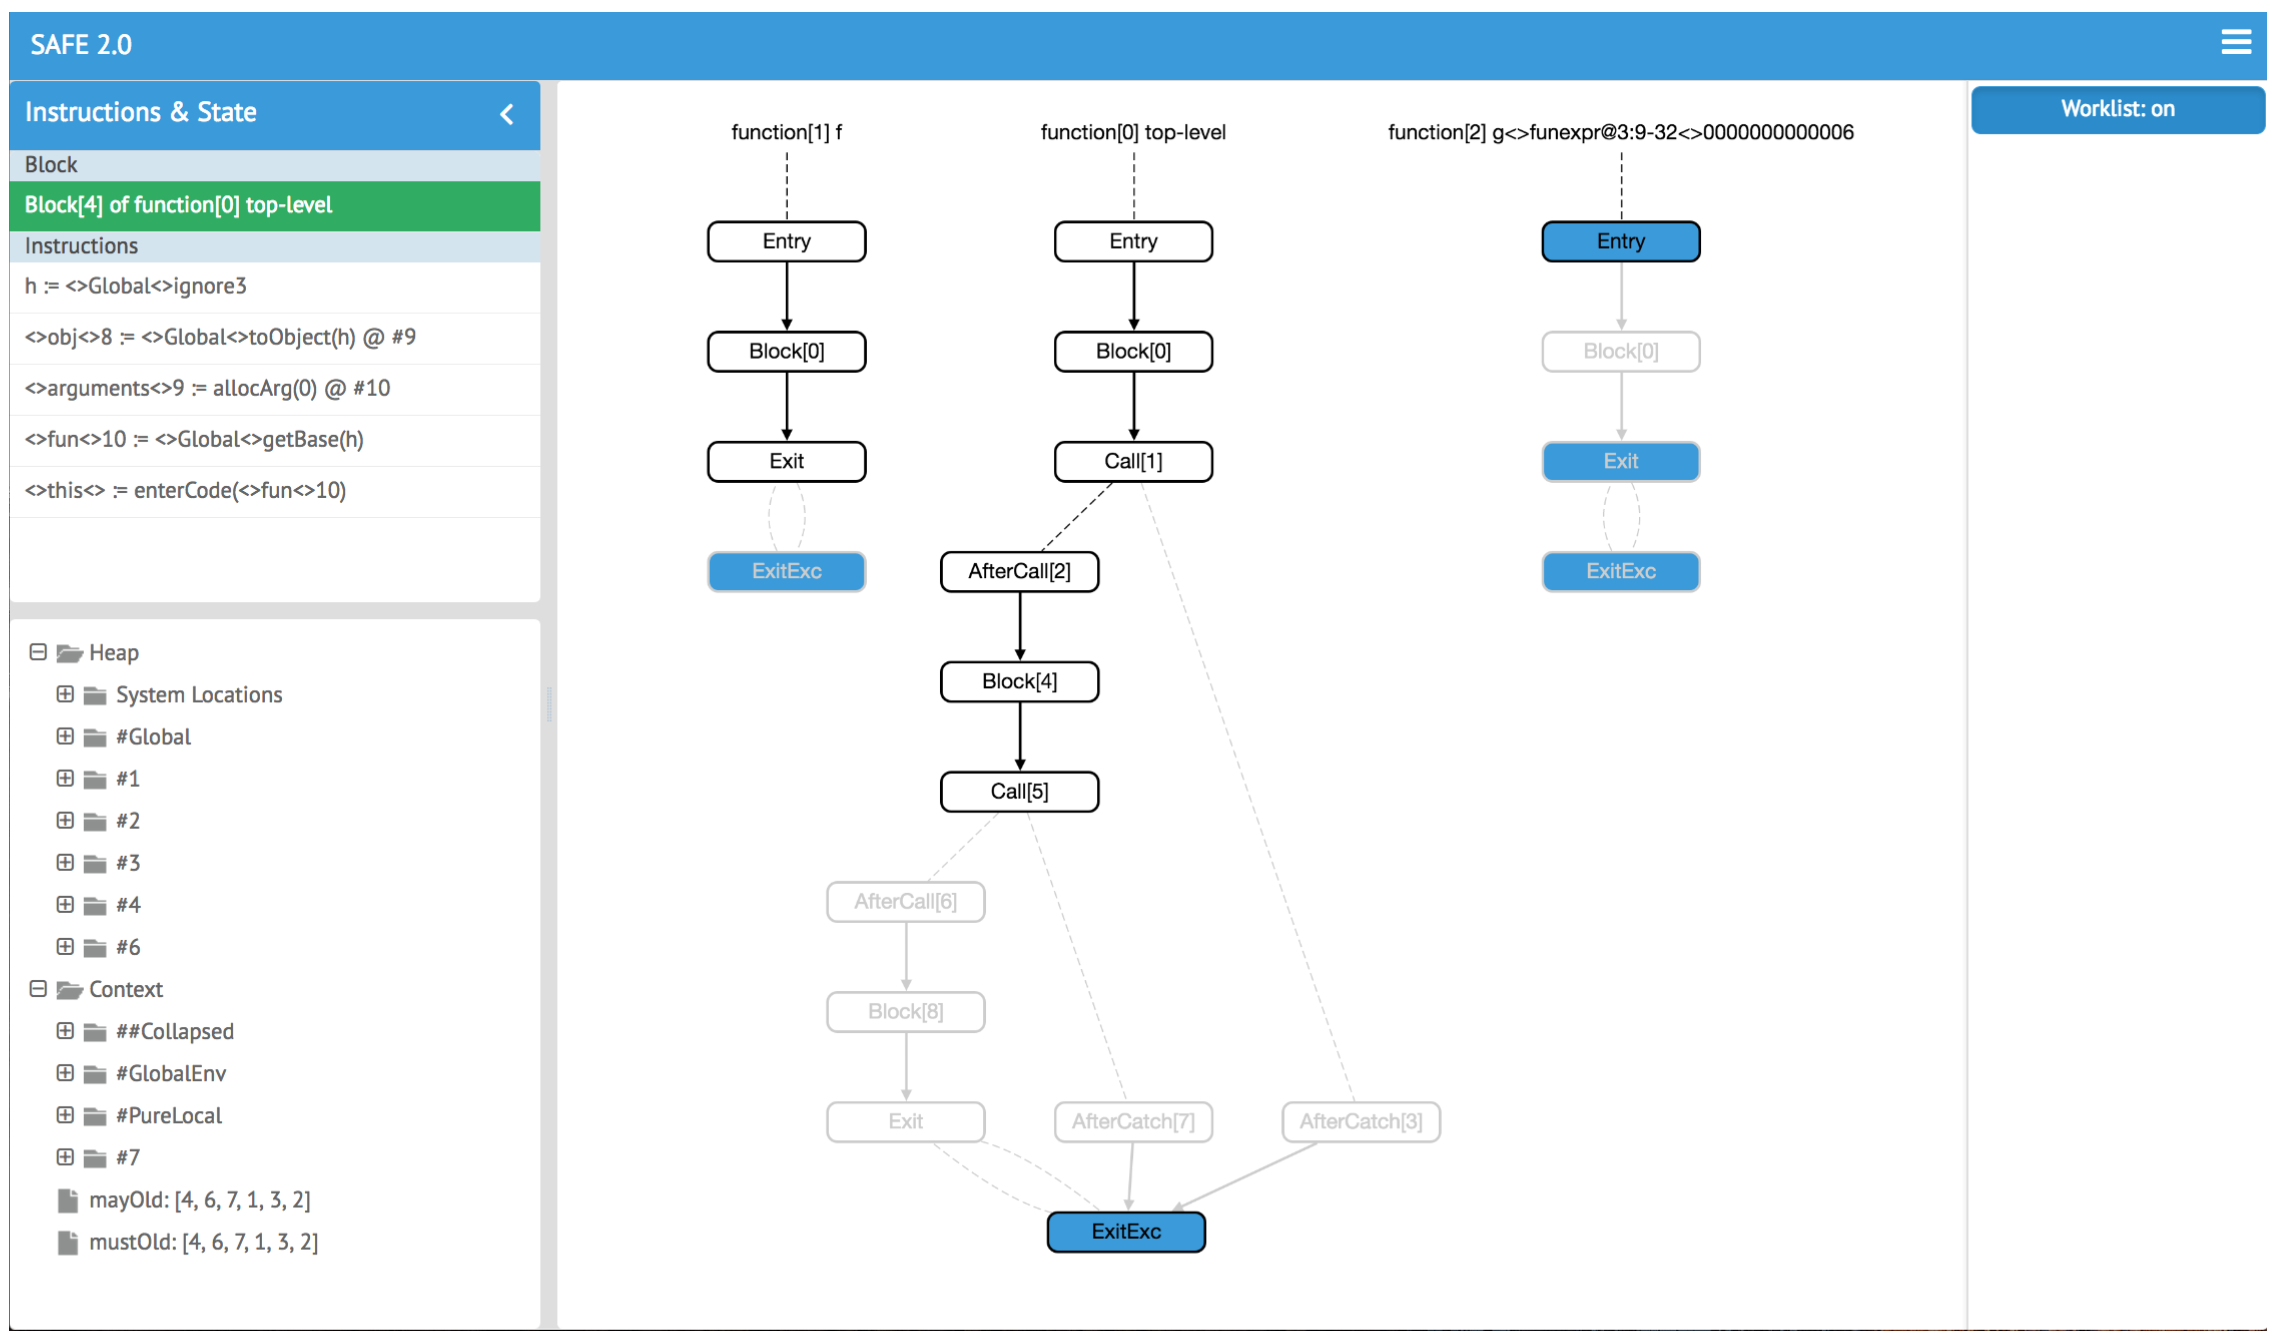 SAFE 2.0
Instructions & State
Block
Block[4] of function[0] top-level
Instructions
h := <>Global<>ignore3
<>obj<>8 := <>Global<>toObject(h) @ #9
<>arguments<>9 := allocArg(0) @ #10
<>fun<>10 := <>Global<>getBase(h)
<>this<> := enterCode(<>fun<>10)
Heap
System Locations
#Global
#1
#2
#3
#4
#6
Context
##Collapsed
#GlobalEnv
#PureLocal
#7
mayOld: [4, 6, 7, 1, 3, 2]
mustOld: [4, 6, 7, 1, 3, 2]
function[1] f
Entry
Block[0]
Exit
ExitExc
function[0] top-level
Entry
Block[0]
Call[1]
AfterCall[2]
Block[4]
Call[5]
AfterCall[6]
Block[8]
Exit
AfterCatch[7]
AfterCatch[3]
ExitExc
function[2] g<>funexpr@3:9-32<>0000000000006
Entry
Block[0]
Exit
ExitExc
Worklist: on